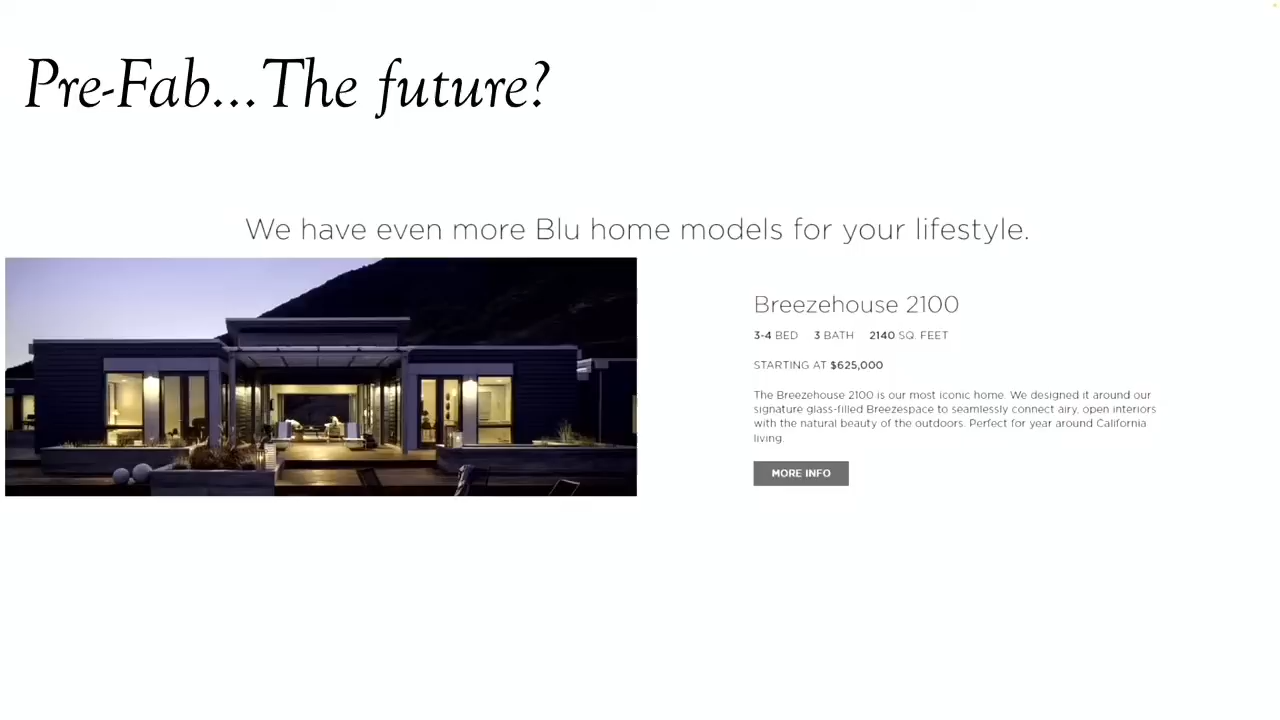 Pre-Fab...The future?
We have even more Blu home models for your lifestyle.
Breezehouse 2100
3-4 BED 3 BATH 2140 SQ. FEET
STARTING AT $625,000
The Breezehouse 2100 is our most iconic home. We designed it around our
signature glass-filled Breezespace to seamlessly connect airy, open interiors
with the natural beauty of the outdoors. Perfect for year around California
living.
MORE INFO